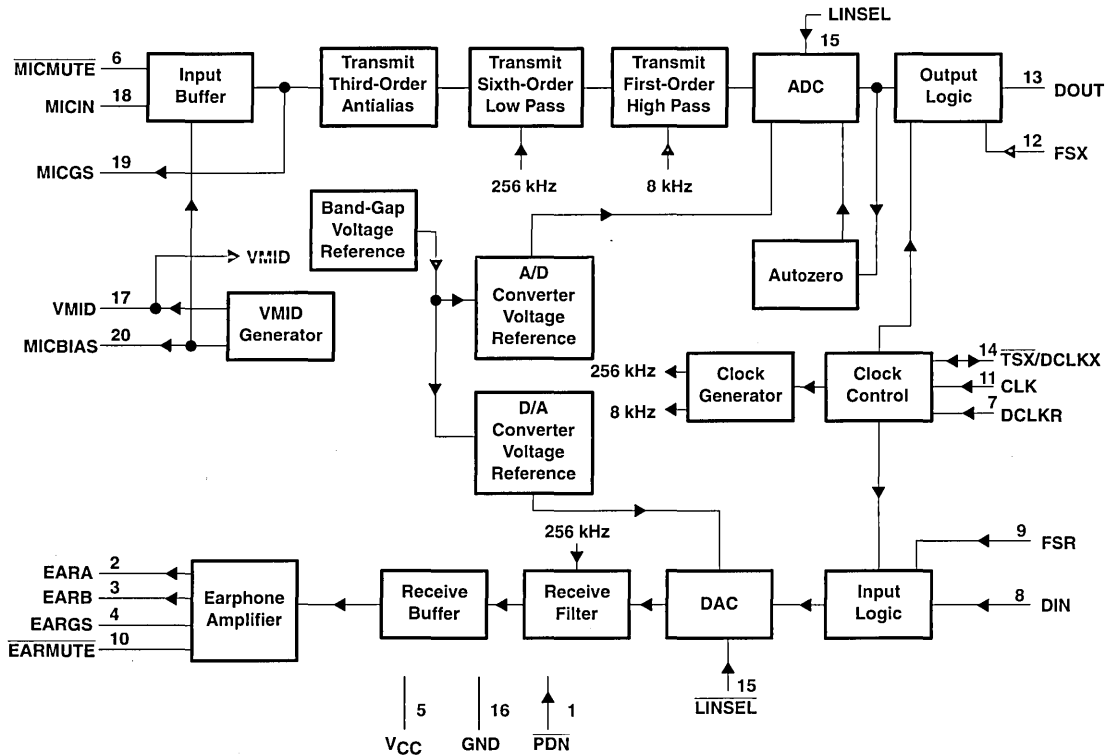 LINSEL
15
MICMUTE
6
MICIN
18
Input
Buffer
Transmit
Third-Order
Antialias
Transmit
Sixth-Order
Low Pass
Transmit
First-Order
High Pass
ADC
Output
Logic
13
DOUT
12
FSX
MICGS
19
256 kHz
8 kHz
Band-Gap
Voltage
Reference
VMID
A/D
Converter
Voltage
Reference
Autozero
VMID
17
MICBIAS
20
VMID
Generator
256 kHz
8 kHz
Clock
Generator
Clock
Control
14
TSX/DCLKX
11
CLK
7
DCLKR
D/A
Converter
Voltage
Reference
256 kHz
9
FSR
EARA
2
EARB
3
EARGS
4
EARMUTE
10
Earphone
Amplifier
Receive
Buffer
Receive
Filter
DAC
Input
Logic
8
DIN
15
LINSEL
5
VCC
16
GND
1
PDN